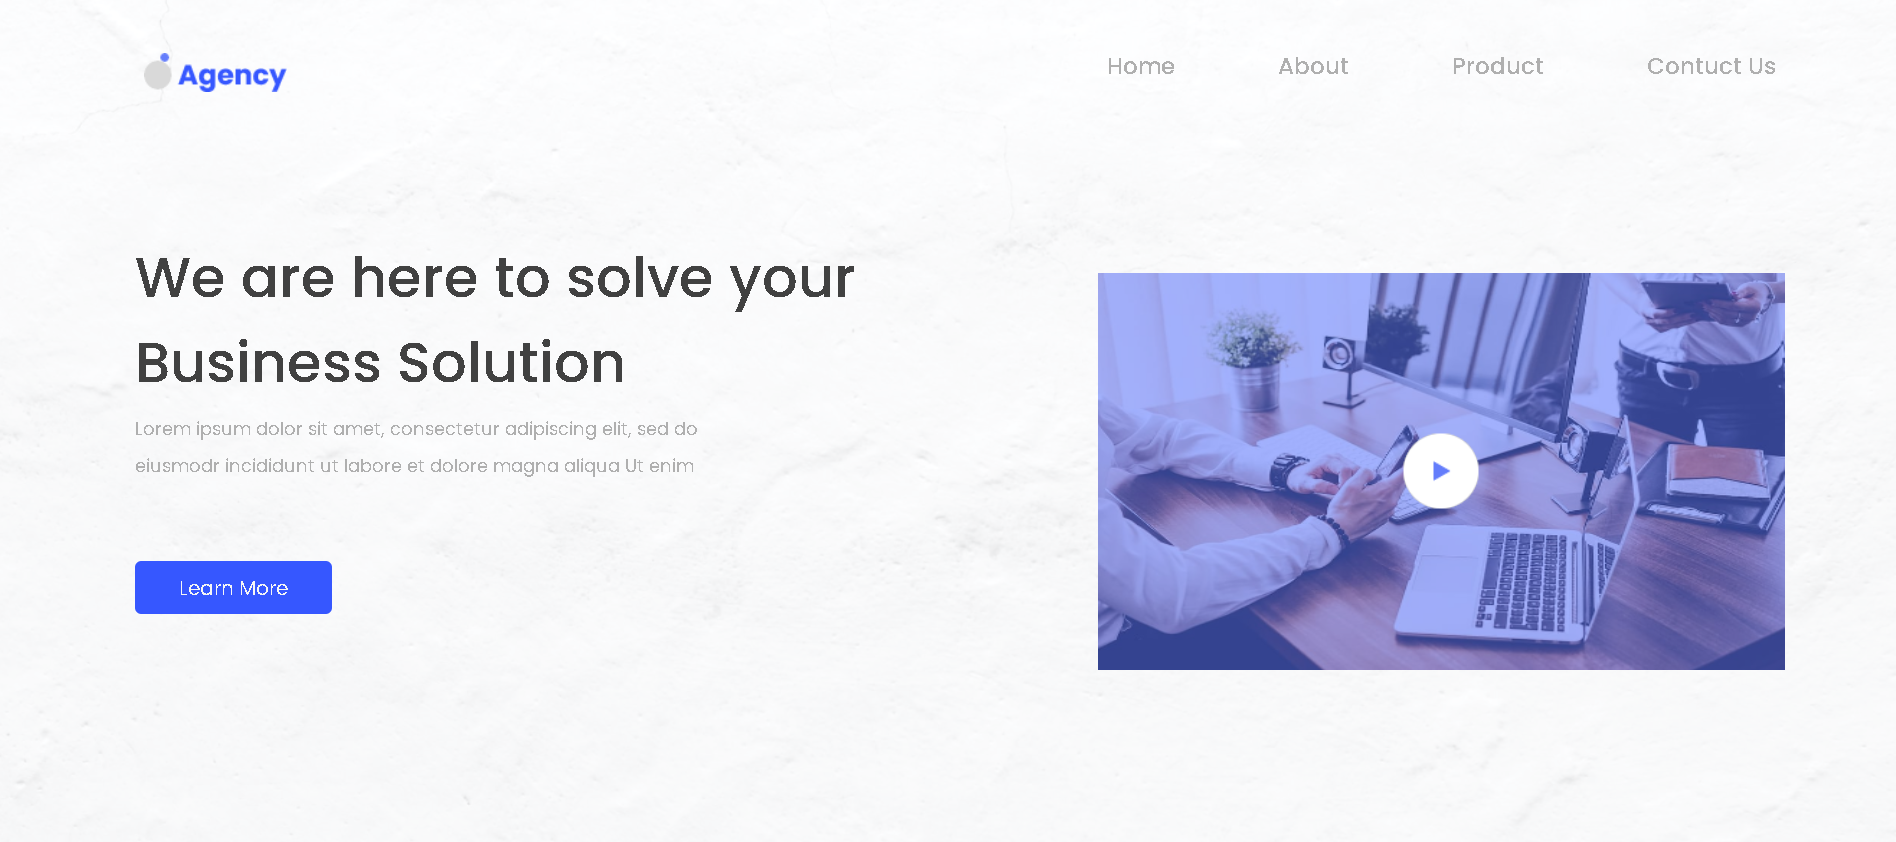 Agency
Home About Product Contuct Us
We are here to solve your
Business Solution
Lorem ipsum dolor sit amet, consectetur adipiscing elit, sed do
eiusmodr incididunt ut labore et dolore magna aliqua Ut enim
Learn More